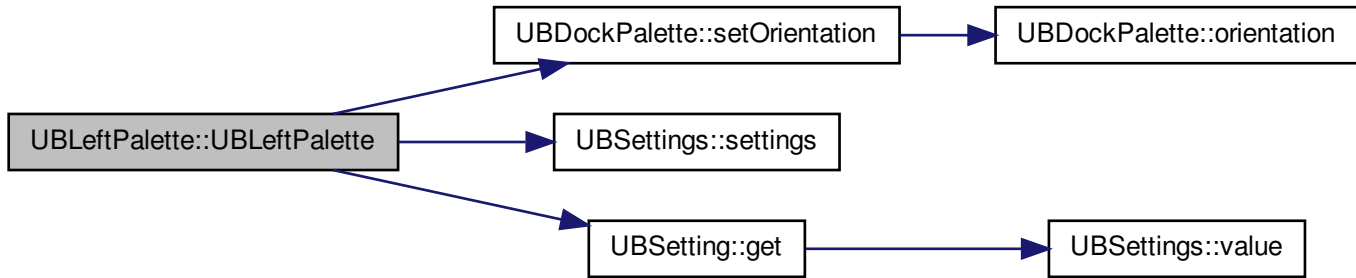 UBDockPalette::setOrientation
UBDockPalette::orientation
UBLeftPalette::UBLeftPalette
UBSettings::settings
UBSetting::get
UBSettings::value